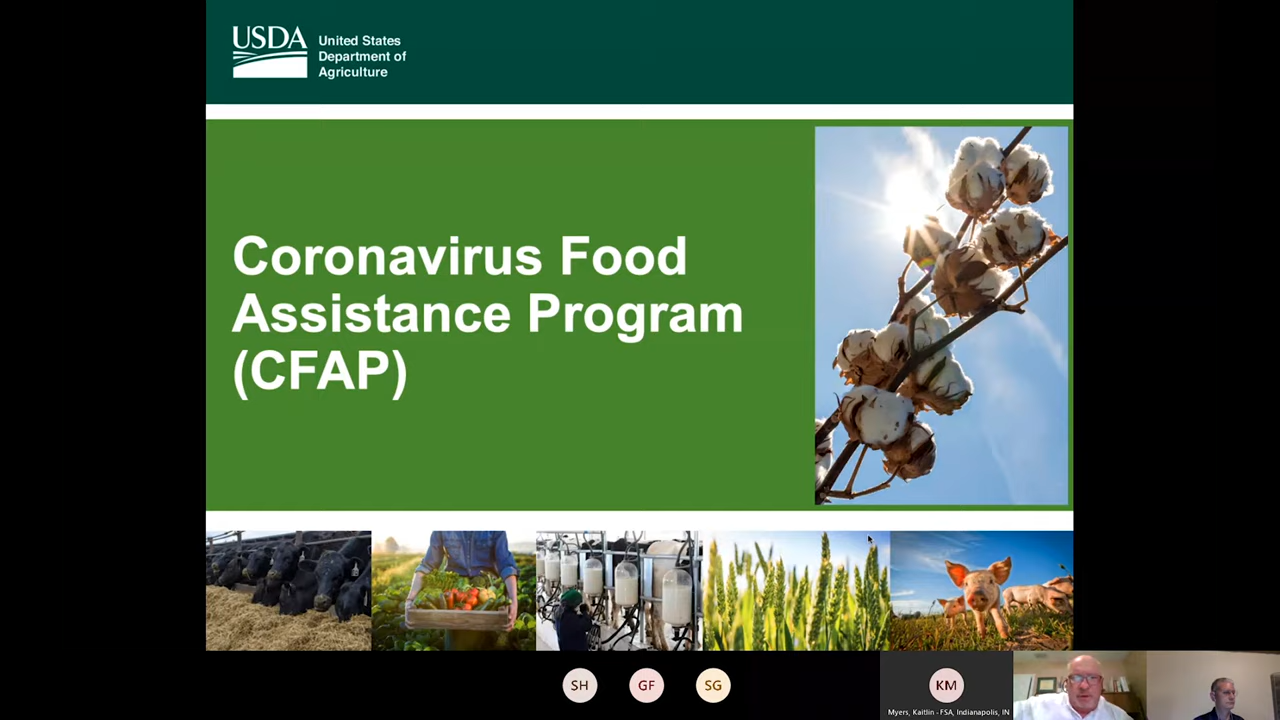 USDA
United States
Department of
Agriculture
Coronavirus Food
Assistance Program
(CFAP)
SH
GF
SG
KM
Myers, Kaitlin - FSA, Indianapolis, IN